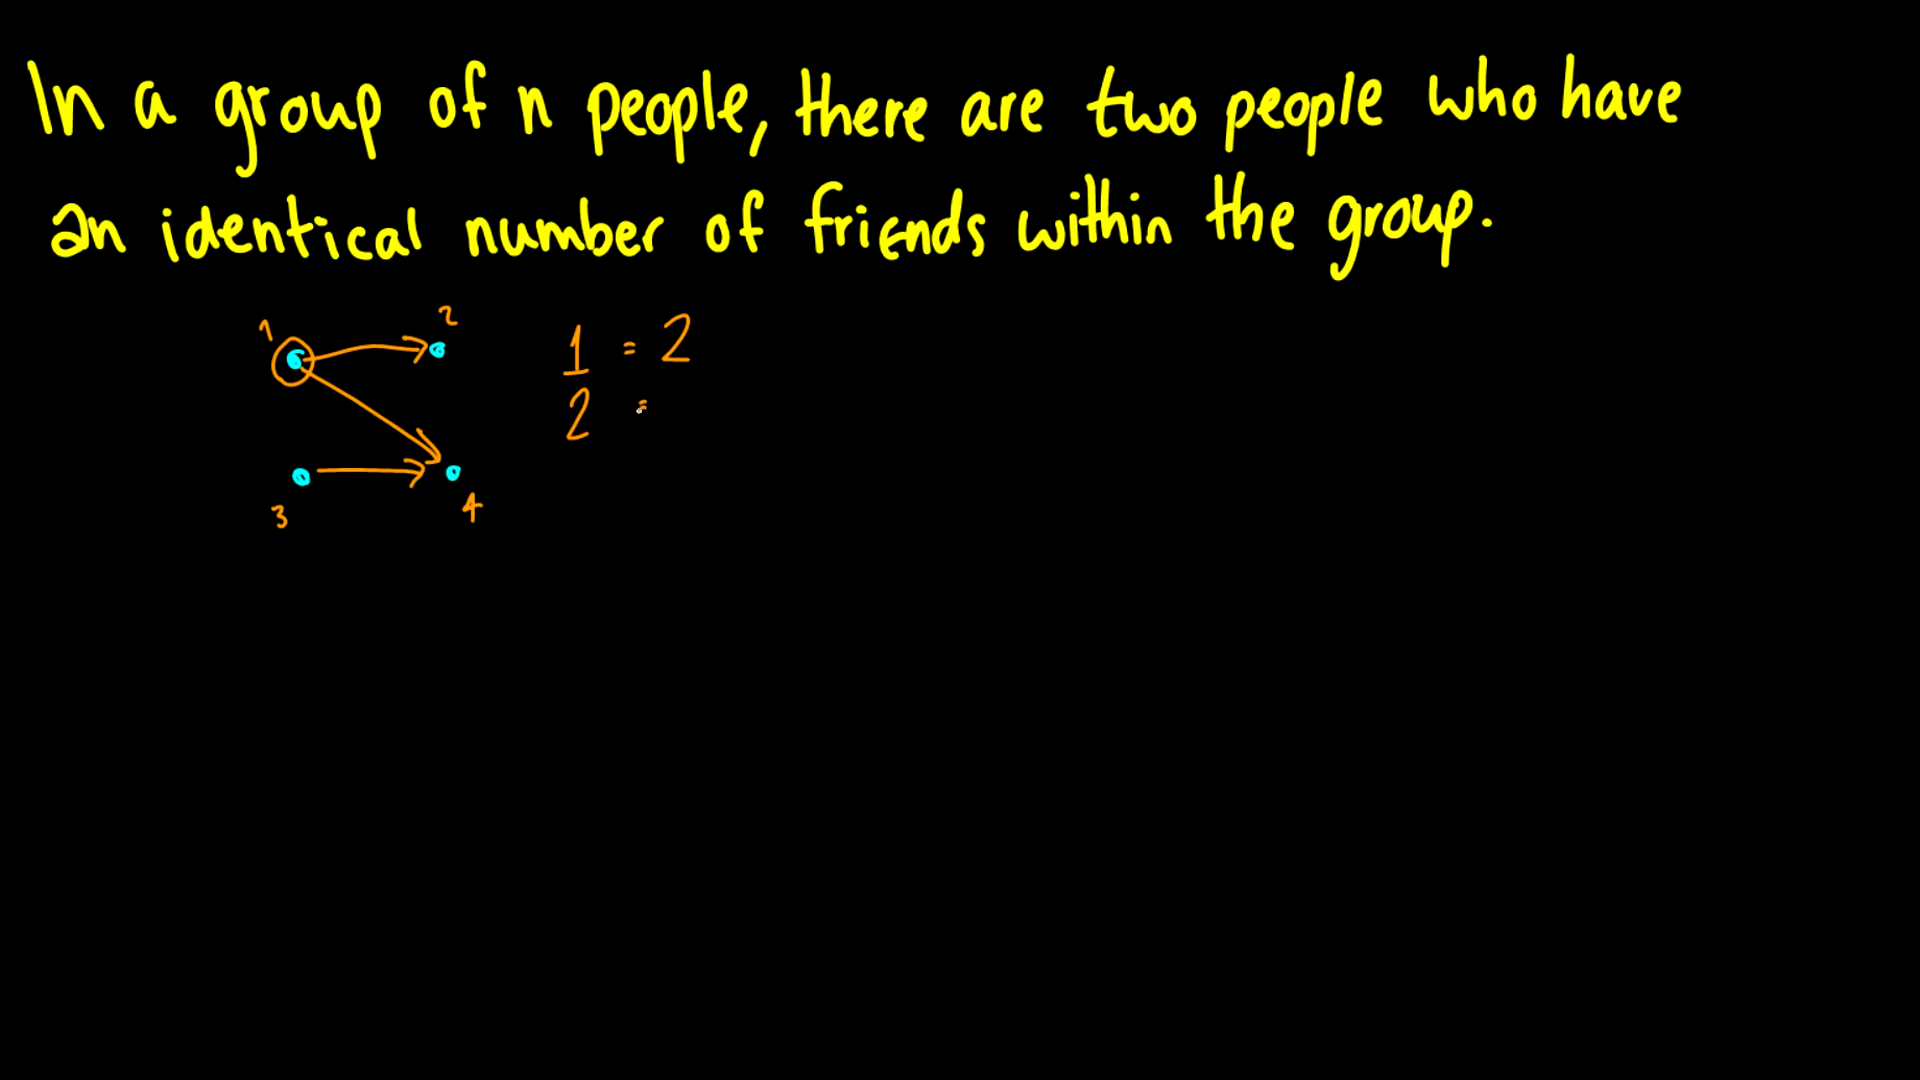 In a group of n people, there are two people who have
an identical number of friends within the group.
1 2
1 = 2
2 =
3 4